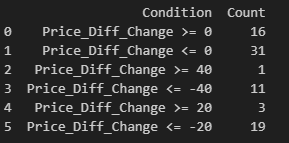 Condition Count
0 Price_Diff_Change >= 0 16
1 Price_Diff_Change <= 0 31
2 Price_Diff_Change >= 40 1
3 Price_Diff_Change <= -40 11
4 Price_Diff_Change >= 20 3
5 Price_Diff_Change <= -20 19